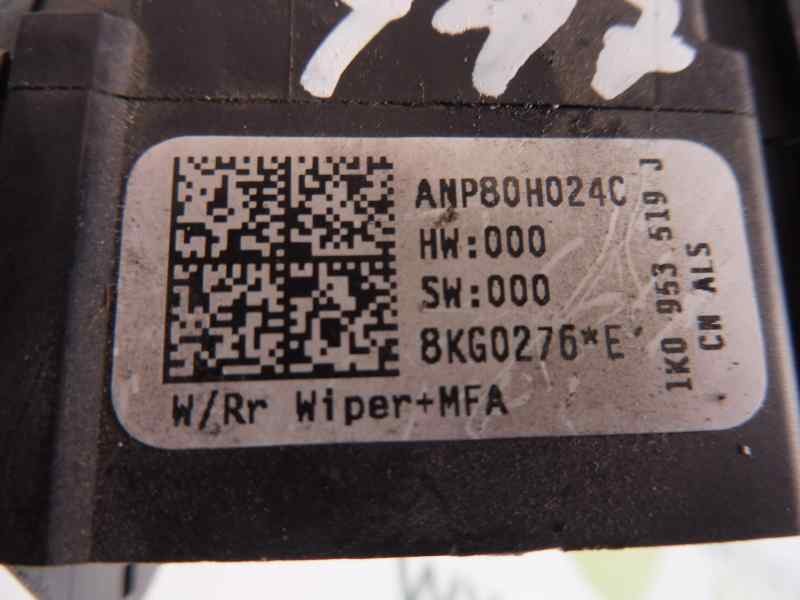 ANP80H024C
HW:000
SW:000
8KG0276*E
W/Rr Wiper+MFA
1K0 953 519 J
CN ALS